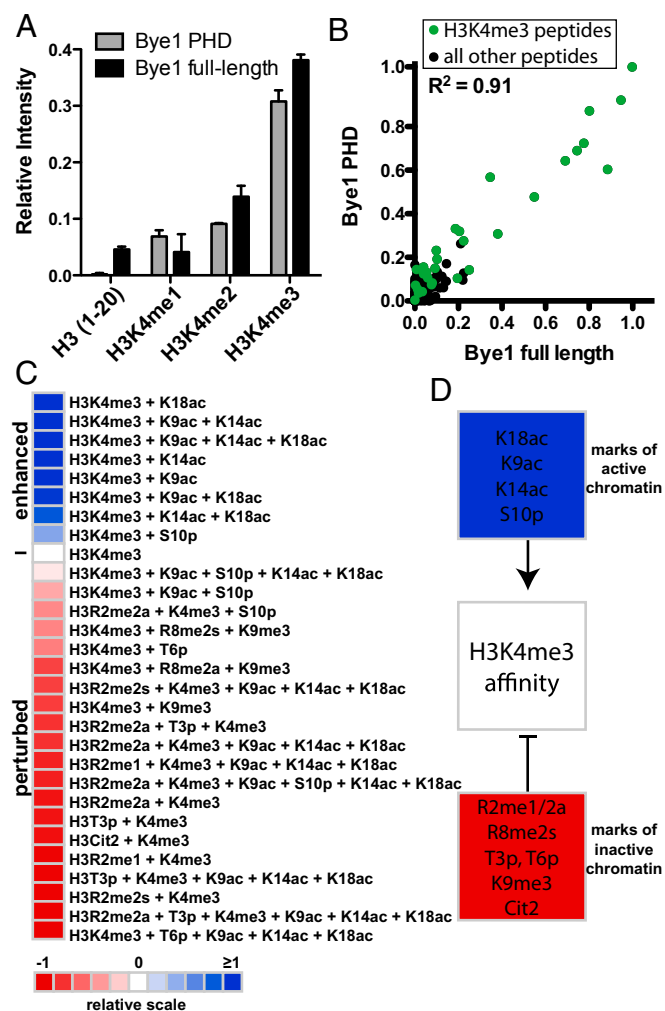 A
Bye1 PHD
Bye1 full-length
Relative Intensity
0.4
0.3
0.2
0.1
0.0
H3 (1-20)
H3K4me1
H3K4me2
H3K4me3
B
H3K4me3 peptides
all other peptides
R² = 0.91
Bye1 PHD
1.0
0.8
0.6
0.4
0.2
0.0
0.0 0.2 0.4 0.6 0.8 1.0
Bye1 full length
C
enhanced
H3K4me3 + K18ac
H3K4me3 + K9ac + K14ac
H3K4me3 + K9ac + K14ac + K18ac
H3K4me3 + K14ac
H3K4me3 + K9ac
H3K4me3 + K9ac + K18ac
H3K4me3 + K14ac + K18ac
H3K4me3 + S10p
H3K4me3
perturbed
H3K4me3 + K9ac + S10p + K14ac + K18ac
H3K4me3 + K9ac + S10p
H3R2me2a + K4me3 + S10p
H3K4me3 + R8me2s + K9me3
H3K4me3 + T6p
H3K4me3 + R8me2a + K9me3
H3R2me2s + K4me3 + K9ac + K14ac + K18ac
H3K4me3 + K9me3
H3R2me2a + T3p + K4me3
H3R2me2a + K4me3 + K9ac + K14ac + K18ac
H3R2me1 + K4me3 + K9ac + K14ac + K18ac
H3R2me2a + K4me3 + K9ac + S10p + K14ac + K18ac
H3R2me2a + K4me3
H3T3p + K4me3
H3Cit2 + K4me3
H3R2me1 + K4me3
H3T3p + K4me3 + K9ac + K14ac + K18ac
H3R2me2s + K4me3
H3R2me2a + T3p + K4me3 + K9ac + K14ac + K18ac
H3K4me3 + T6p + K9ac + K14ac + K18ac
-1 0 ≥1
relative scale
D
K18ac
K9ac
K14ac
S10p
marks of
active
chromatin
H3K4me3
affinity
R2me1/2a
R8me2s
T3p, T6p
K9me3
Cit2
marks of
inactive
chromatin